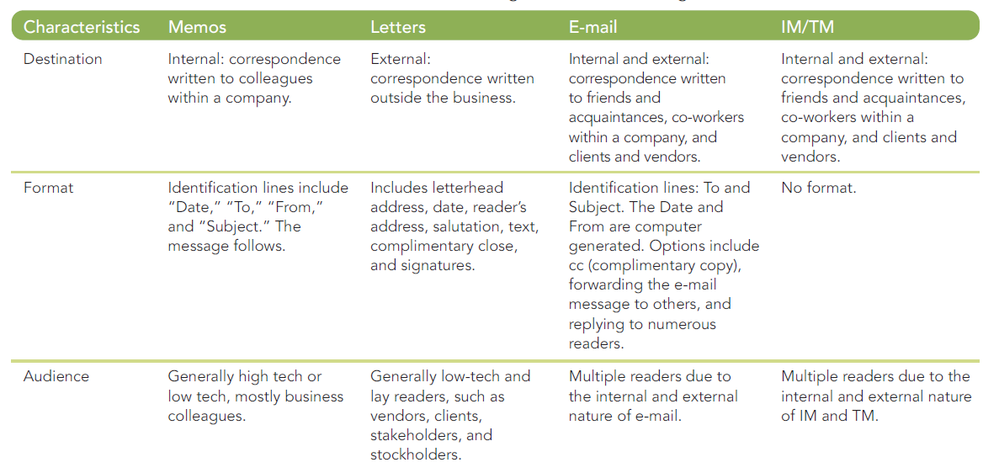 Characteristics Memos Letters E-mail IM/TM
Destination
Internal: correspondence
written to colleagues
within a company.
External:
correspondence written
outside the business.
Internal and external:
correspondence written
to friends and
acquaintances, co-workers
within a company, and
clients and vendors.
Internal and external:
correspondence written to
friends and acquaintances,
co-workers within a
company, and clients and
vendors.
Format
Identification lines include
“Date,” “To,” “From,”
and “Subject.” The
message follows.
Includes letterhead
address, date, reader’s
address, salutation, text,
complimentary close,
and signatures.
Identification lines: To and
Subject. The Date and
From are computer
generated. Options include
cc (complimentary copy),
forwarding the e-mail
message to others, and
replying to numerous
readers.
No format.
Audience
Generally high tech or
low tech, mostly business
colleagues.
Generally low-tech and
lay readers, such as
vendors, clients,
stakeholders, and
stockholders.
Multiple readers due to
the internal and external
nature of e-mail.
Multiple readers due to the
internal and external nature
of IM and TM.